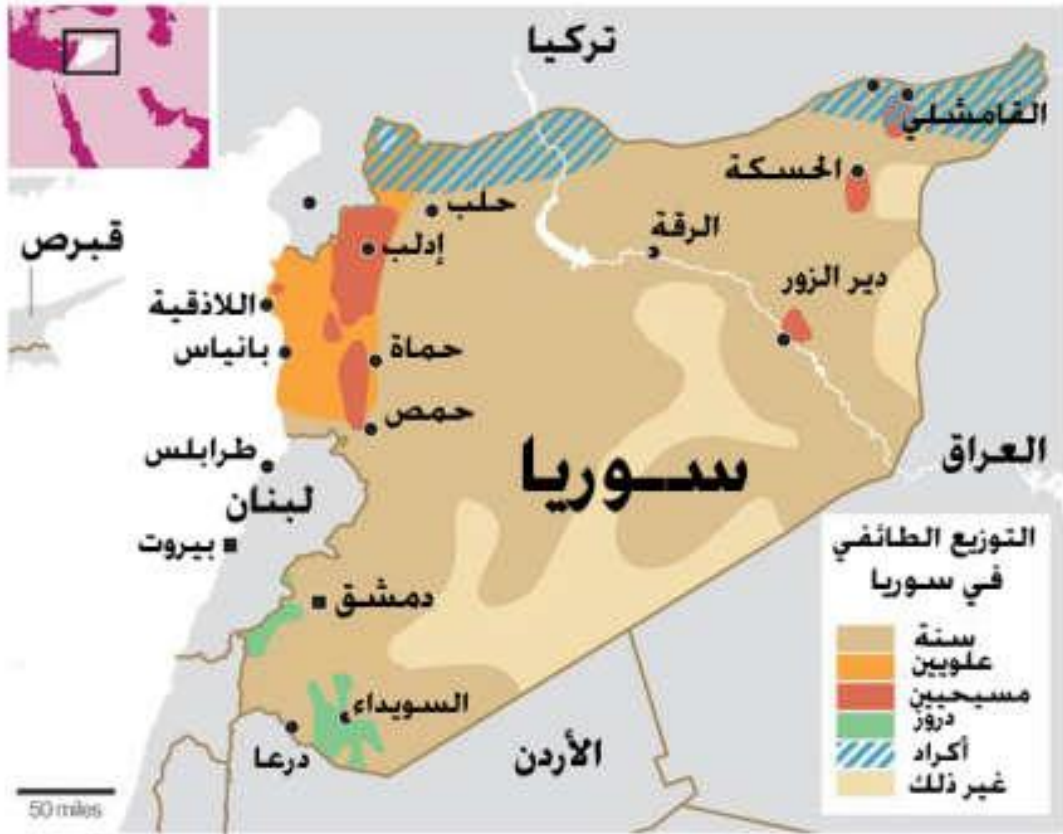 تركيا
القامشلي
الحسكة
حلب
الرقة
قبرص
إدلب
دير الزور
اللاذقية
بانياس
حماة
حمص
طرابلس
سـوريا
العراق
لبنان
بيروت
دمشق
السويداء
درعا
الأردن
التوزيع الطائفي
في سوريا
سنة
علويين
مسيحيين
دروز
أكراد
غير ذلك
50 miles